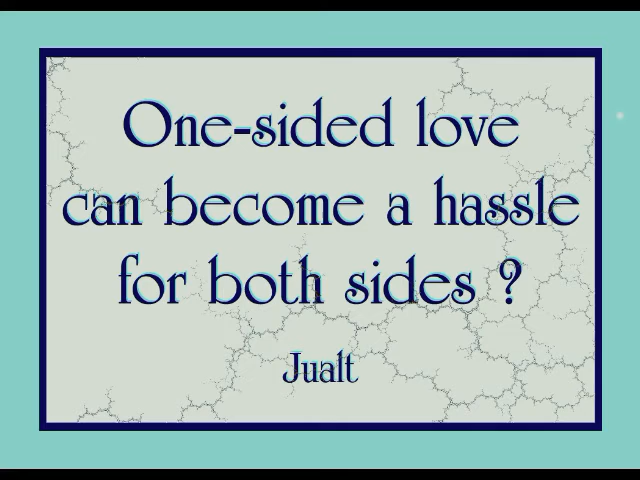 One-sided love
can become a hassle
for both sides ?
Jualt